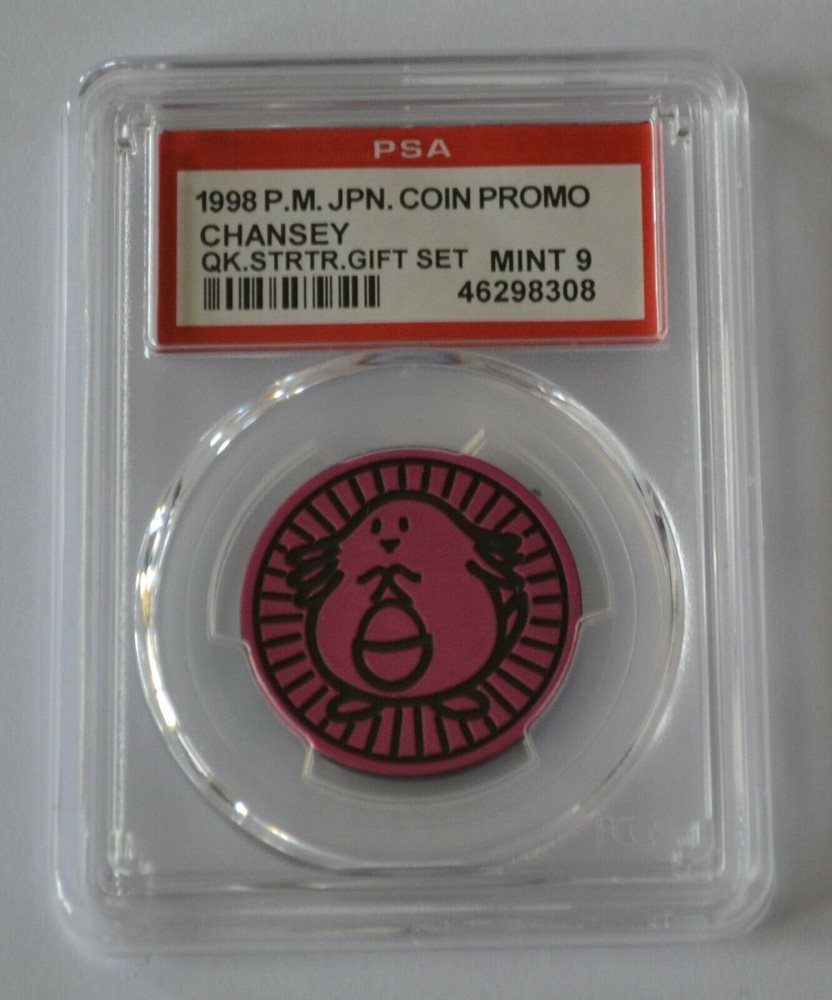 PSA
1998 P.M. JPN. COIN PROMO
CHANSEY
QK.STRTR.GIFT SET MINT 9
46298308